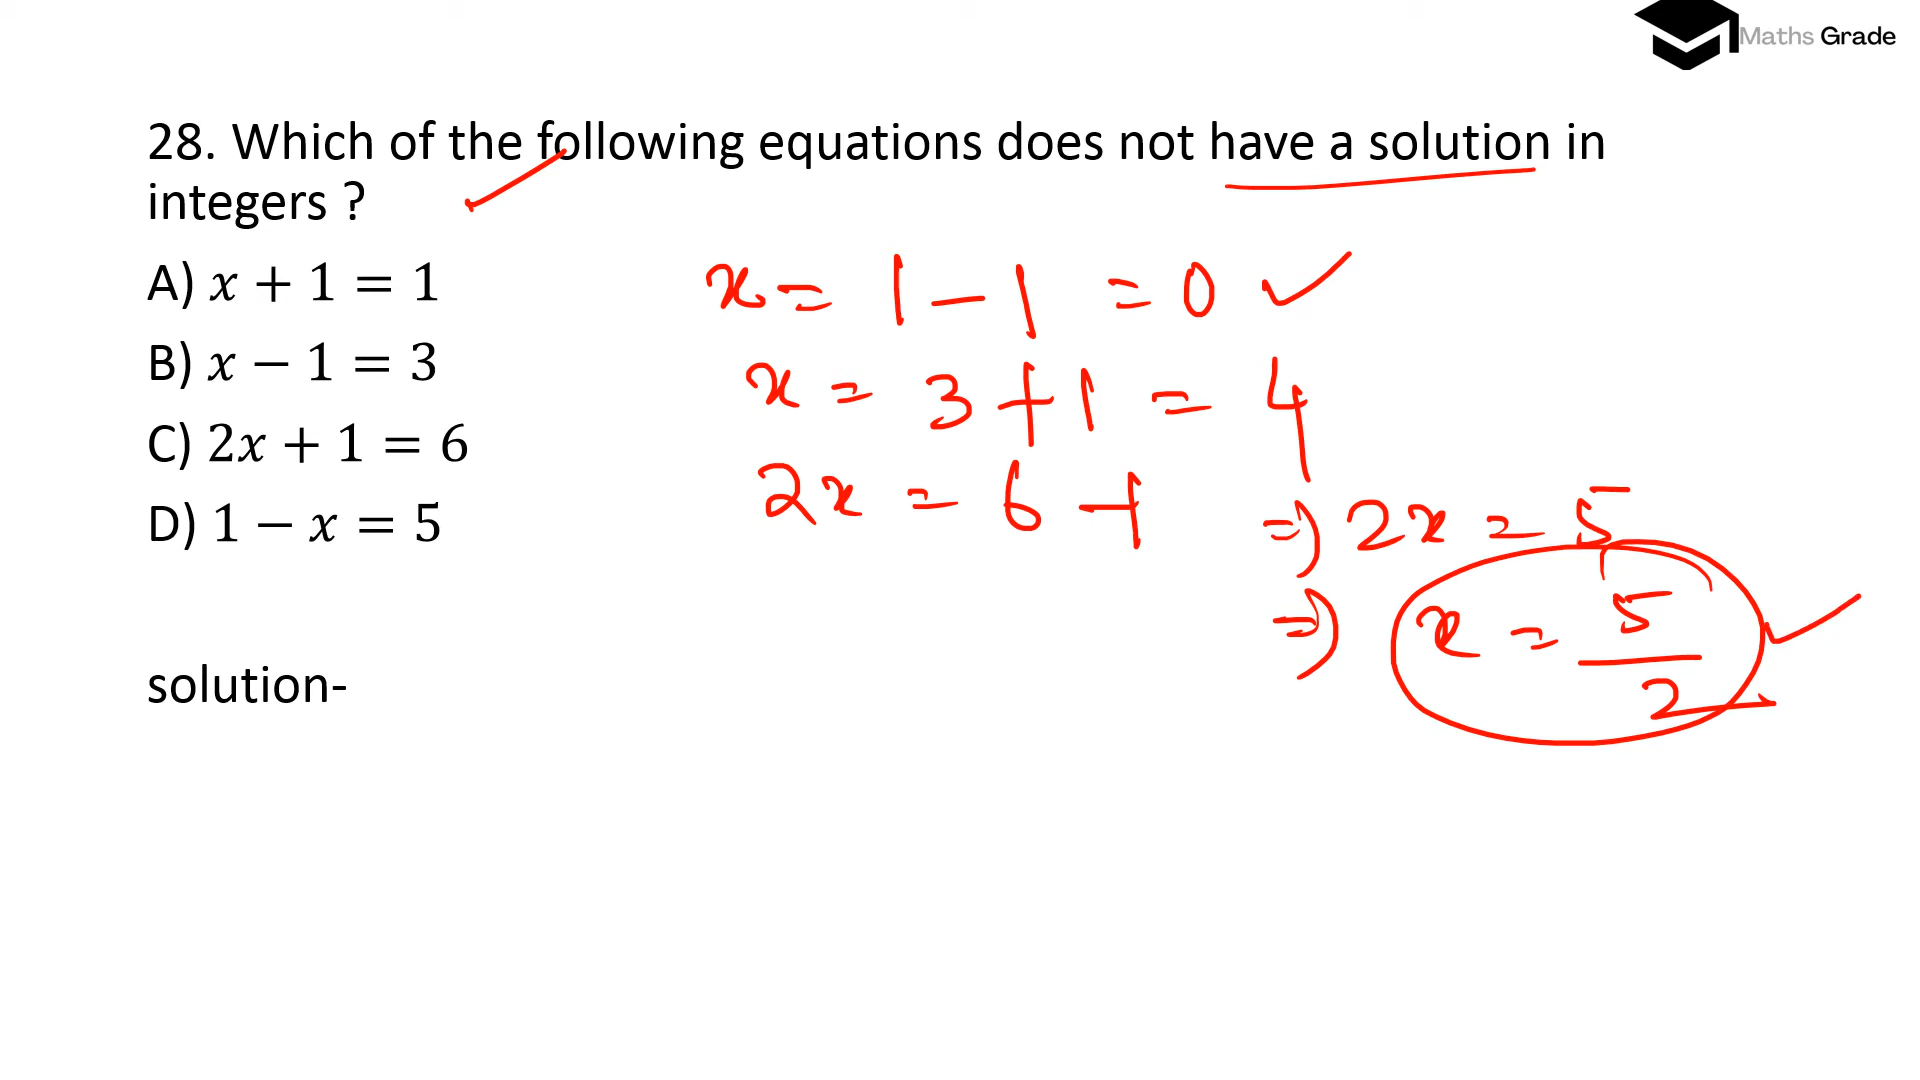 Maths Grade
28. Which of the following equations does not have a solution in
integers ?
A) x + 1 = 1
x = 1 - 1 = 0 ✓
B) x − 1 = 3
x = 3 + 1 = 4
C) 2x + 1 = 6
2x = 6 - 1 ⇒ 2x = 5
D) 1 − x = 5
⇒ x = 5/2 ✓
solution-